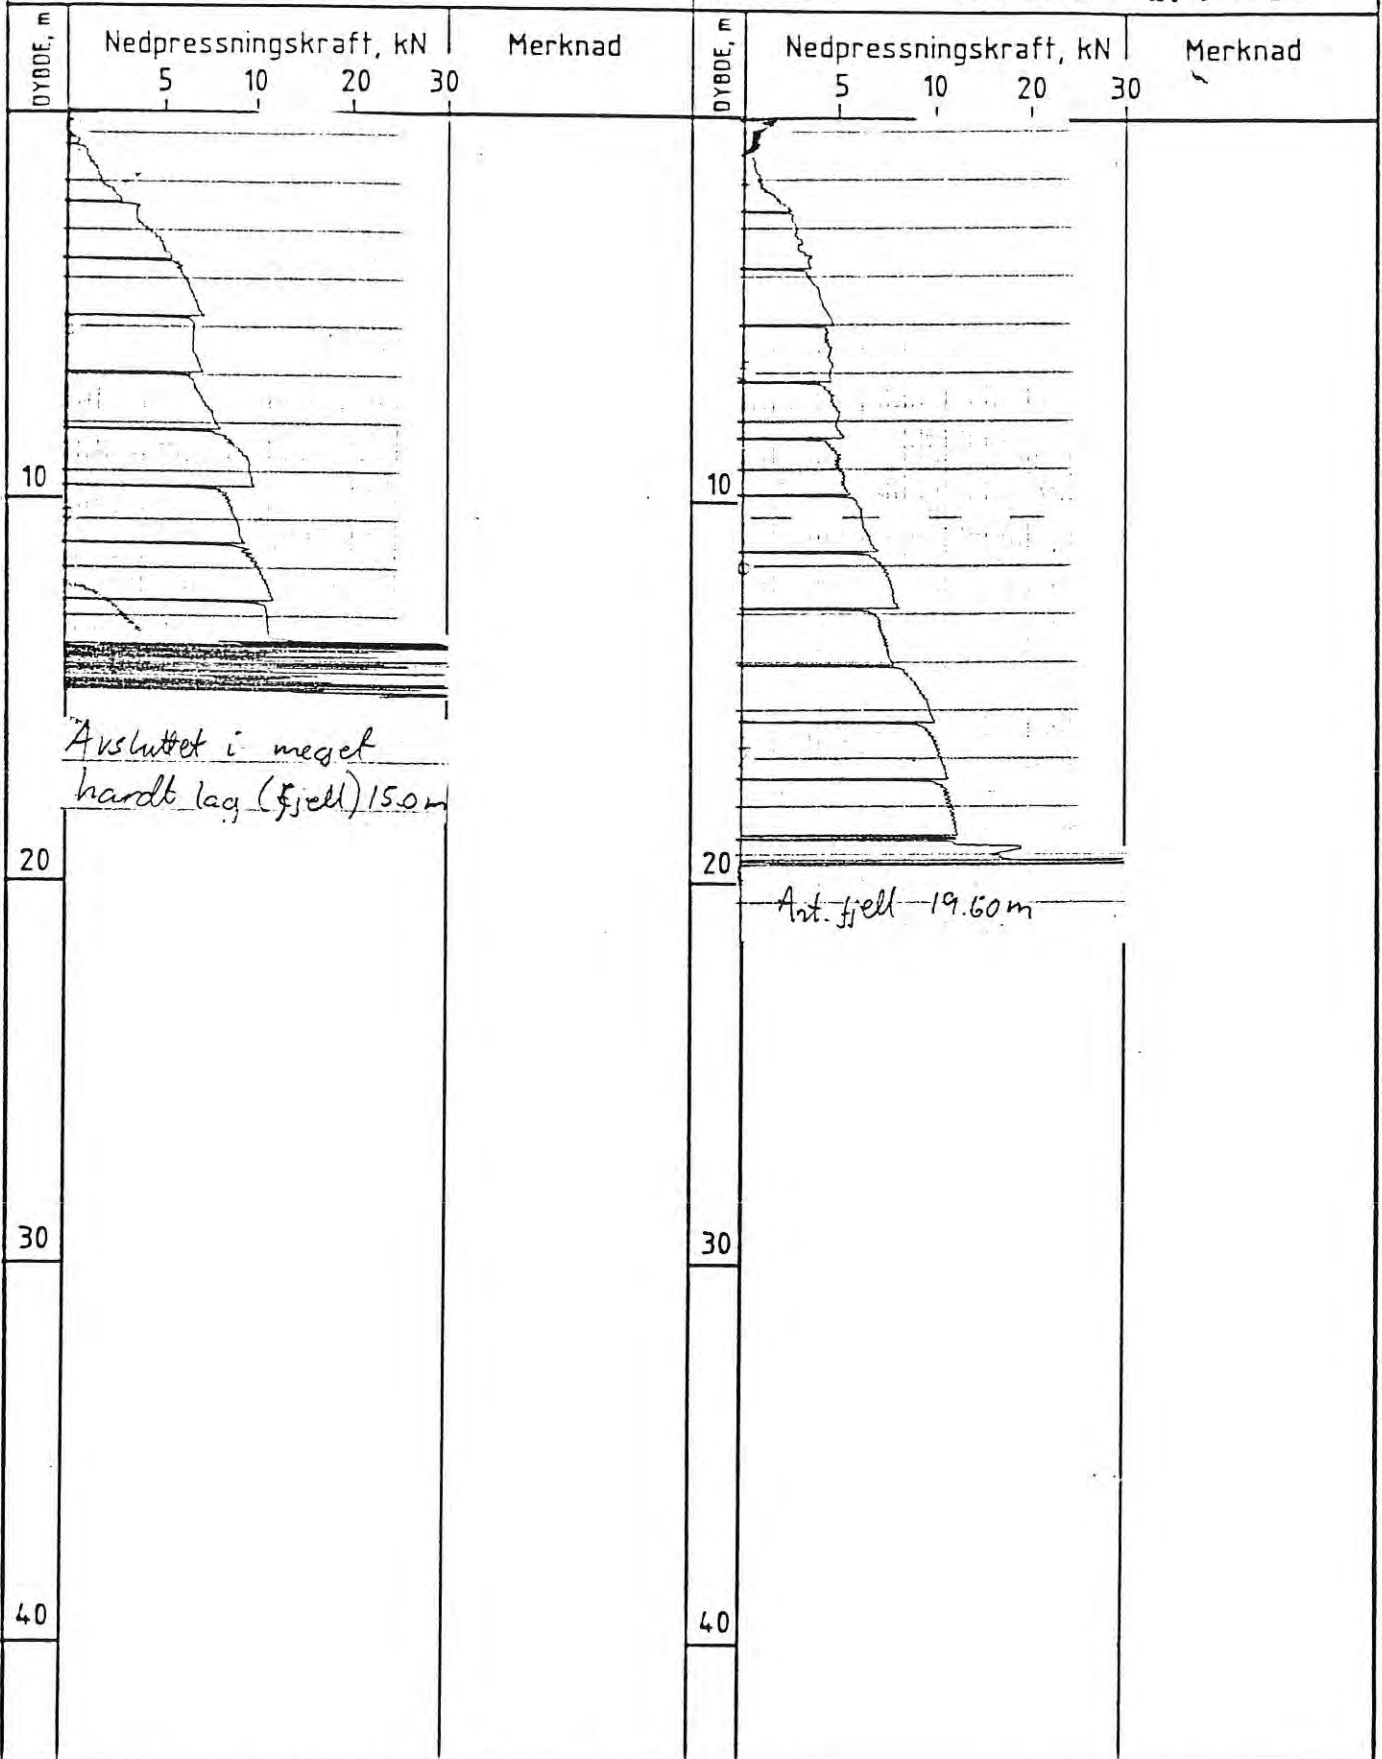 DYBDE, m
Nedpressningskraft, kN
Merknad
5 10 20 30
10
Avsluttet i meget
hardt lag (fjell) 15.0 m
20
30
40
DYBDE, m
Nedpressningskraft, kN
Merknad
5 10 20 30
10
20
Ant. fjell 19.60 m
30
40